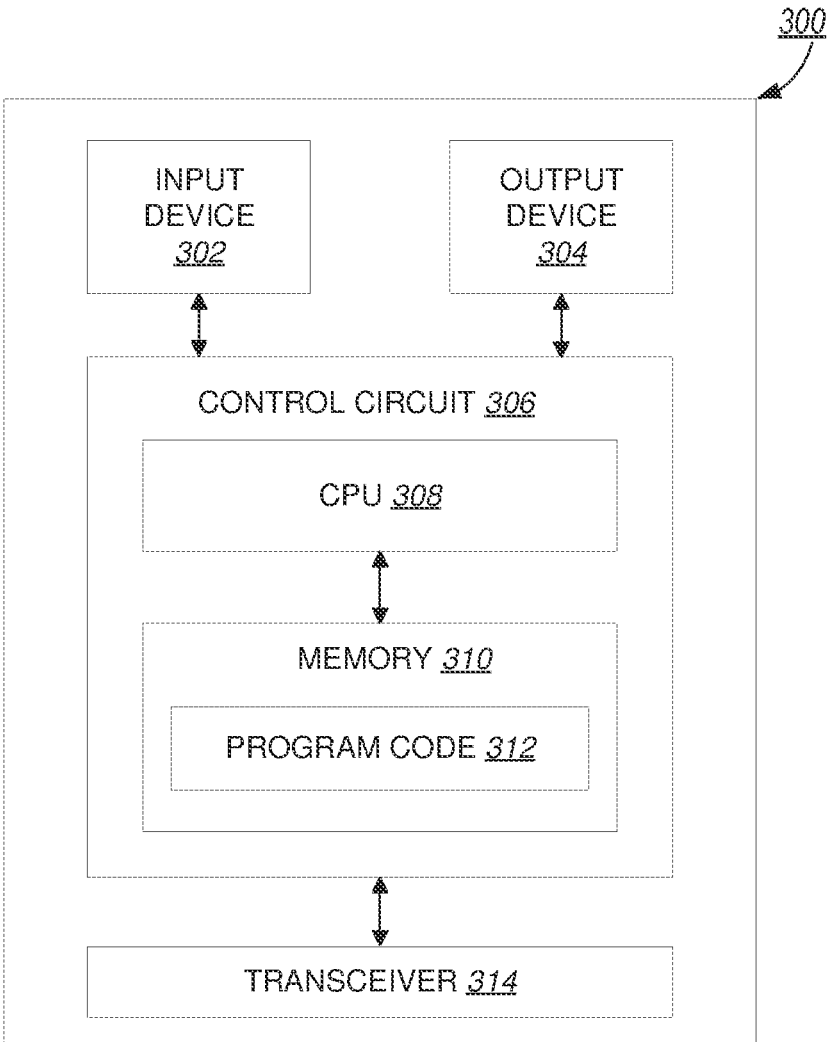 300
INPUT
DEVICE
302
OUTPUT
DEVICE
304
CONTROL CIRCUIT 306
CPU 308
MEMORY 310
PROGRAM CODE 312
TRANSCEIVER 314